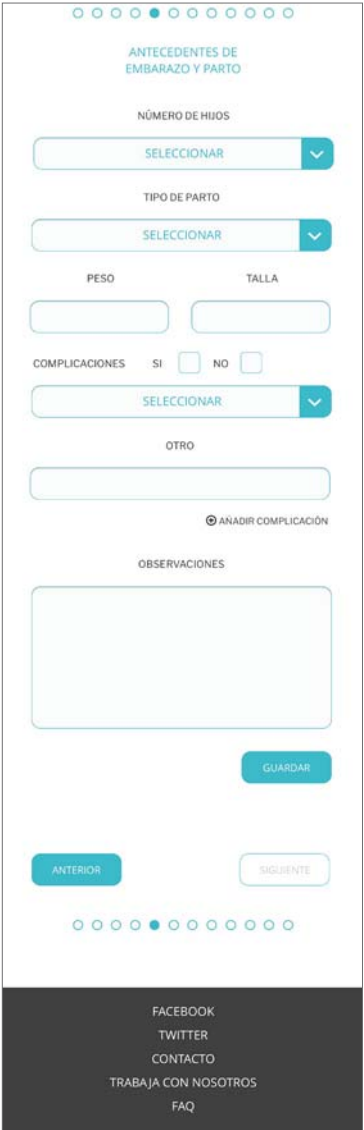 ANTECEDENTES DE
EMBARAZO Y PARTO
NÚMERO DE HIJOS
SELECCIONAR
TIPO DE PARTO
SELECCIONAR
PESO TALLA
COMPLICACIONES SI NO
SELECCIONAR
OTRO
AÑADIR COMPLICACIÓN
OBSERVACIONES
GUARDAR
ANTERIOR SIGUIENTE
FACEBOOK
TWITTER
CONTACTO
TRABAJA CON NOSOTROS
FAQ